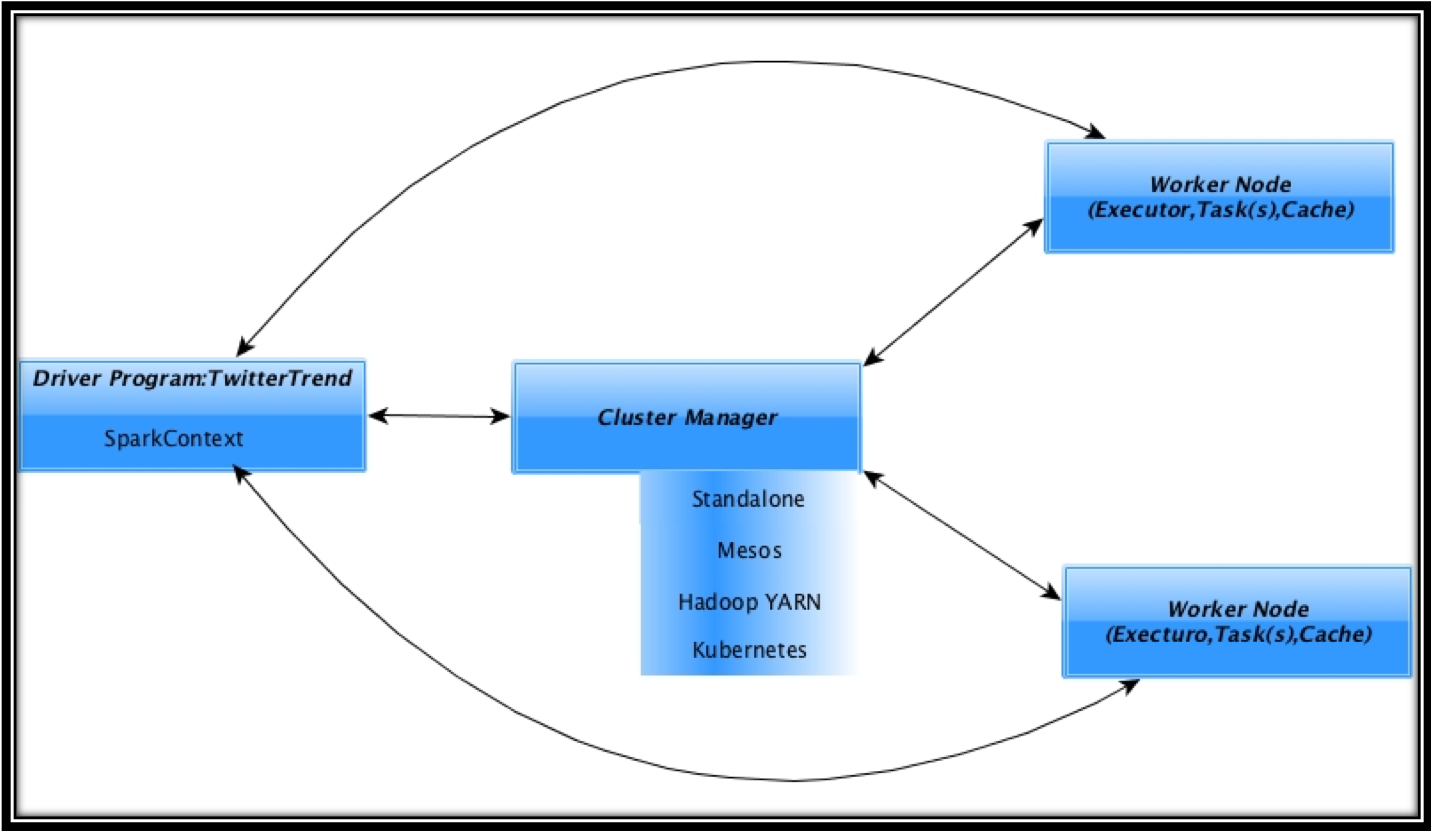 Driver Program:TwitterTrend
SparkContext
Cluster Manager
Standalone
Mesos
Hadoop YARN
Kubernetes
Worker Node
(Executor,Task(s),Cache)
Worker Node
(Execturo,Task(s),Cache)